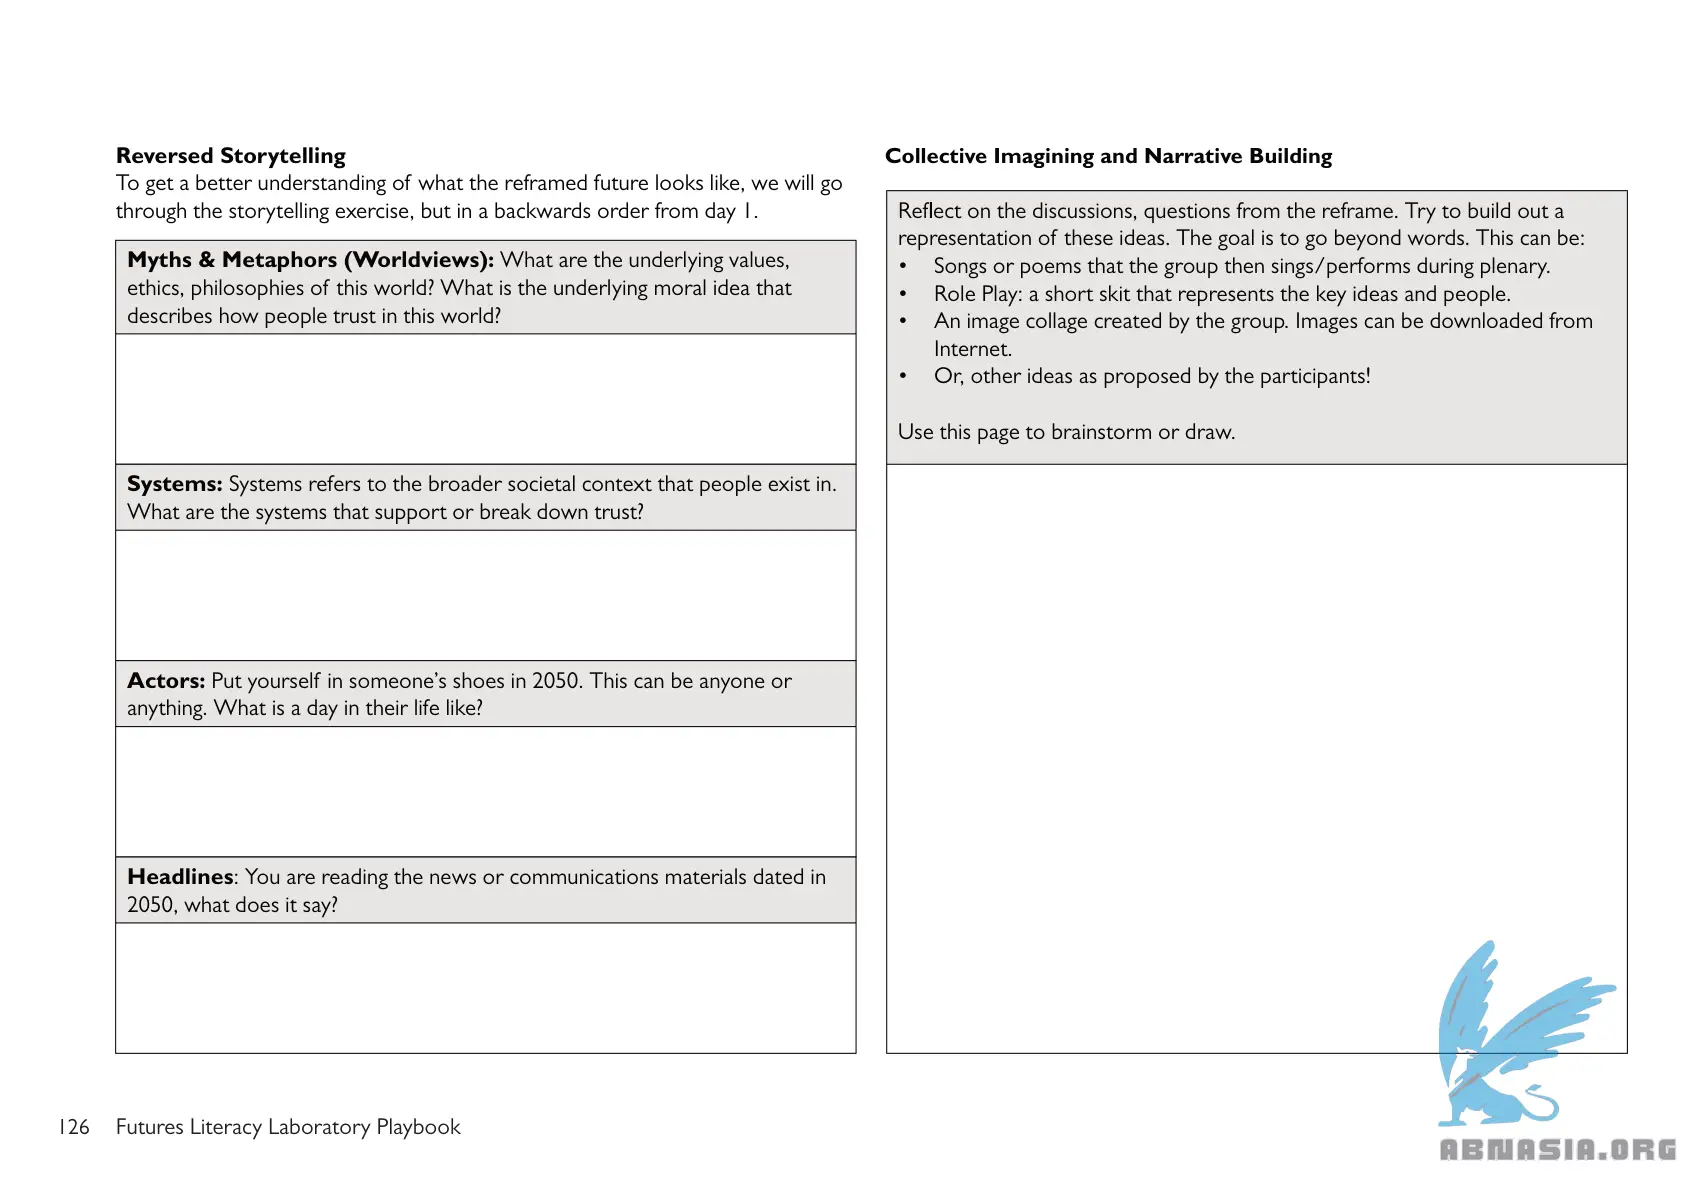 Reversed Storytelling
To get a better understanding of what the reframed future looks like, we will go
through the storytelling exercise, but in a backwards order from day 1.
Myths & Metaphors (Worldviews): What are the underlying values,
ethics, philosophies of this world? What is the underlying moral idea that
describes how people trust in this world?
Systems: Systems refers to the broader societal context that people exist in.
What are the systems that support or break down trust?
Actors: Put yourself in someone’s shoes in 2050. This can be anyone or
anything. What is a day in their life like?
Headlines: You are reading the news or communications materials dated in
2050, what does it say?
Collective Imagining and Narrative Building
Reflect on the discussions, questions from the reframe. Try to build out a
representation of these ideas. The goal is to go beyond words. This can be:
• Songs or poems that the group then sings/performs during plenary.
• Role Play: a short skit that represents the key ideas and people.
• An image collage created by the group. Images can be downloaded from
Internet.
• Or, other ideas as proposed by the participants!
Use this page to brainstorm or draw.
126 Futures Literacy Laboratory Playbook
ABNASIA.ORG